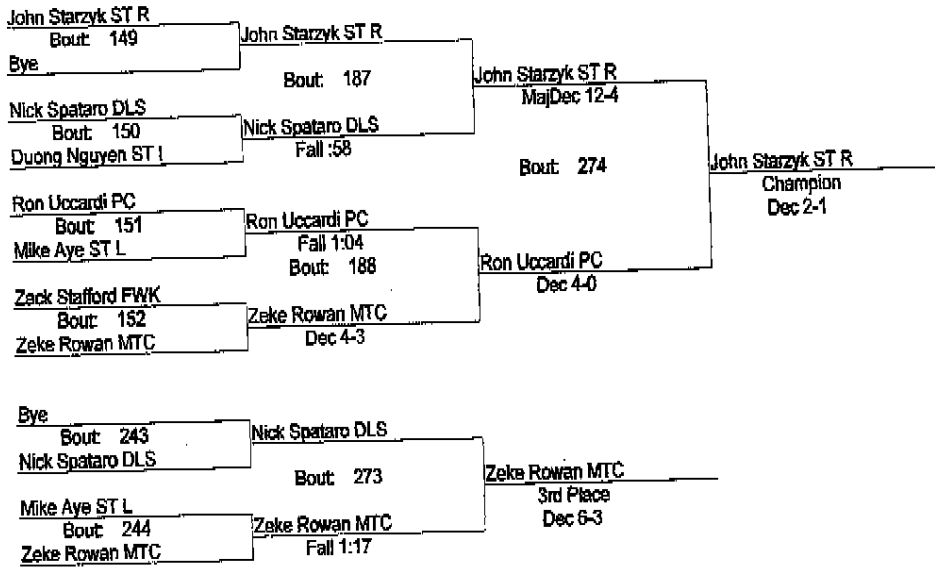 John Starzyk ST R
Bout: 149
Bye
John Starzyk ST R
Bout: 187
Nick Spataro DLS
Bout: 150
Duong Nguyen ST I
Nick Spataro DLS
Fall :58
John Starzyk ST R
MajDec 12-4
Bout: 274
Ron Uccardi PC
Bout: 151
Mike Aye ST L
Ron Uccardi PC
Fall 1:04
Bout: 188
Zack Stafford FWK
Bout: 152
Zeke Rowan MTC
Zeke Rowan MTC
Dec 4-3
Ron Uccardi PC
Dec 4-0
John Starzyk ST R
Champion
Dec 2-1
Bye
Bout: 243
Nick Spataro DLS
Nick Spataro DLS
Bout: 273
Mike Aye ST L
Bout: 244
Zeke Rowan MTC
Zeke Rowan MTC
Fall 1:17
Zeke Rowan MTC
3rd Place
Dec 6-3